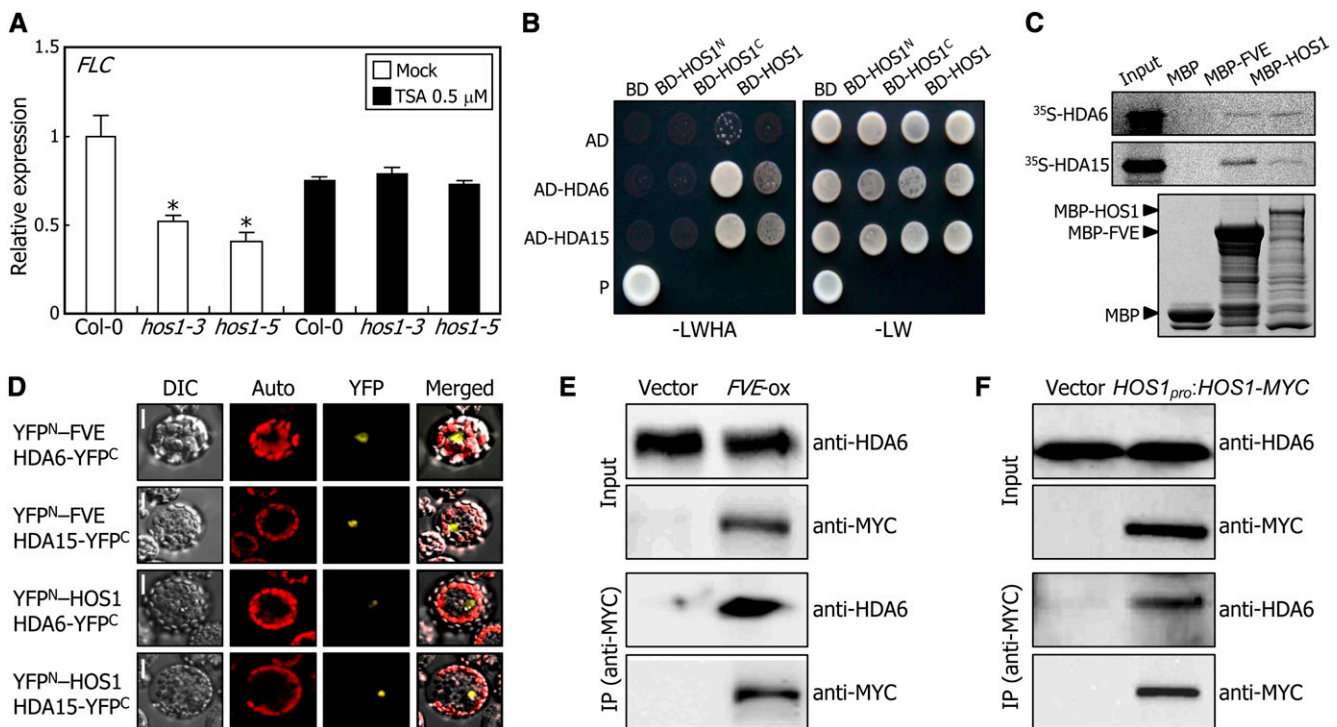 A
1.5
FLC
Mock
TSA 0.5 μM
1
0.5
0
Relative expression
*
*
Col-0 hos1-3 hos1-5 Col-0 hos1-3 hos1-5
B
BD BD-HOS1ᴺ BD-HOS1ᶜ BD-HOS1 BD BD-HOS1ᴺ BD-HOS1ᶜ BD-HOS1
AD
AD-HDA6
AD-HDA15
P
-LWHA -LW
C
Input MBP MBP-FVE MBP-HOS1
³⁵S-HDA6
³⁵S-HDA15
MBP-HOS1
MBP-FVE
MBP
D
DIC Auto YFP Merged
YFPᴺ–FVE
HDA6-YFPᶜ
YFPᴺ–FVE
HDA15-YFPᶜ
YFPᴺ–HOS1
HDA6-YFPᶜ
YFPᴺ–HOS1
HDA15-YFPᶜ
E
Vector FVE-ox
Input
anti-HDA6
anti-MYC
IP (anti-MYC)
anti-HDA6
anti-MYC
F
Vector HOS1pro:HOS1-MYC
Input
anti-HDA6
anti-MYC
IP (anti-MYC)
anti-HDA6
anti-MYC